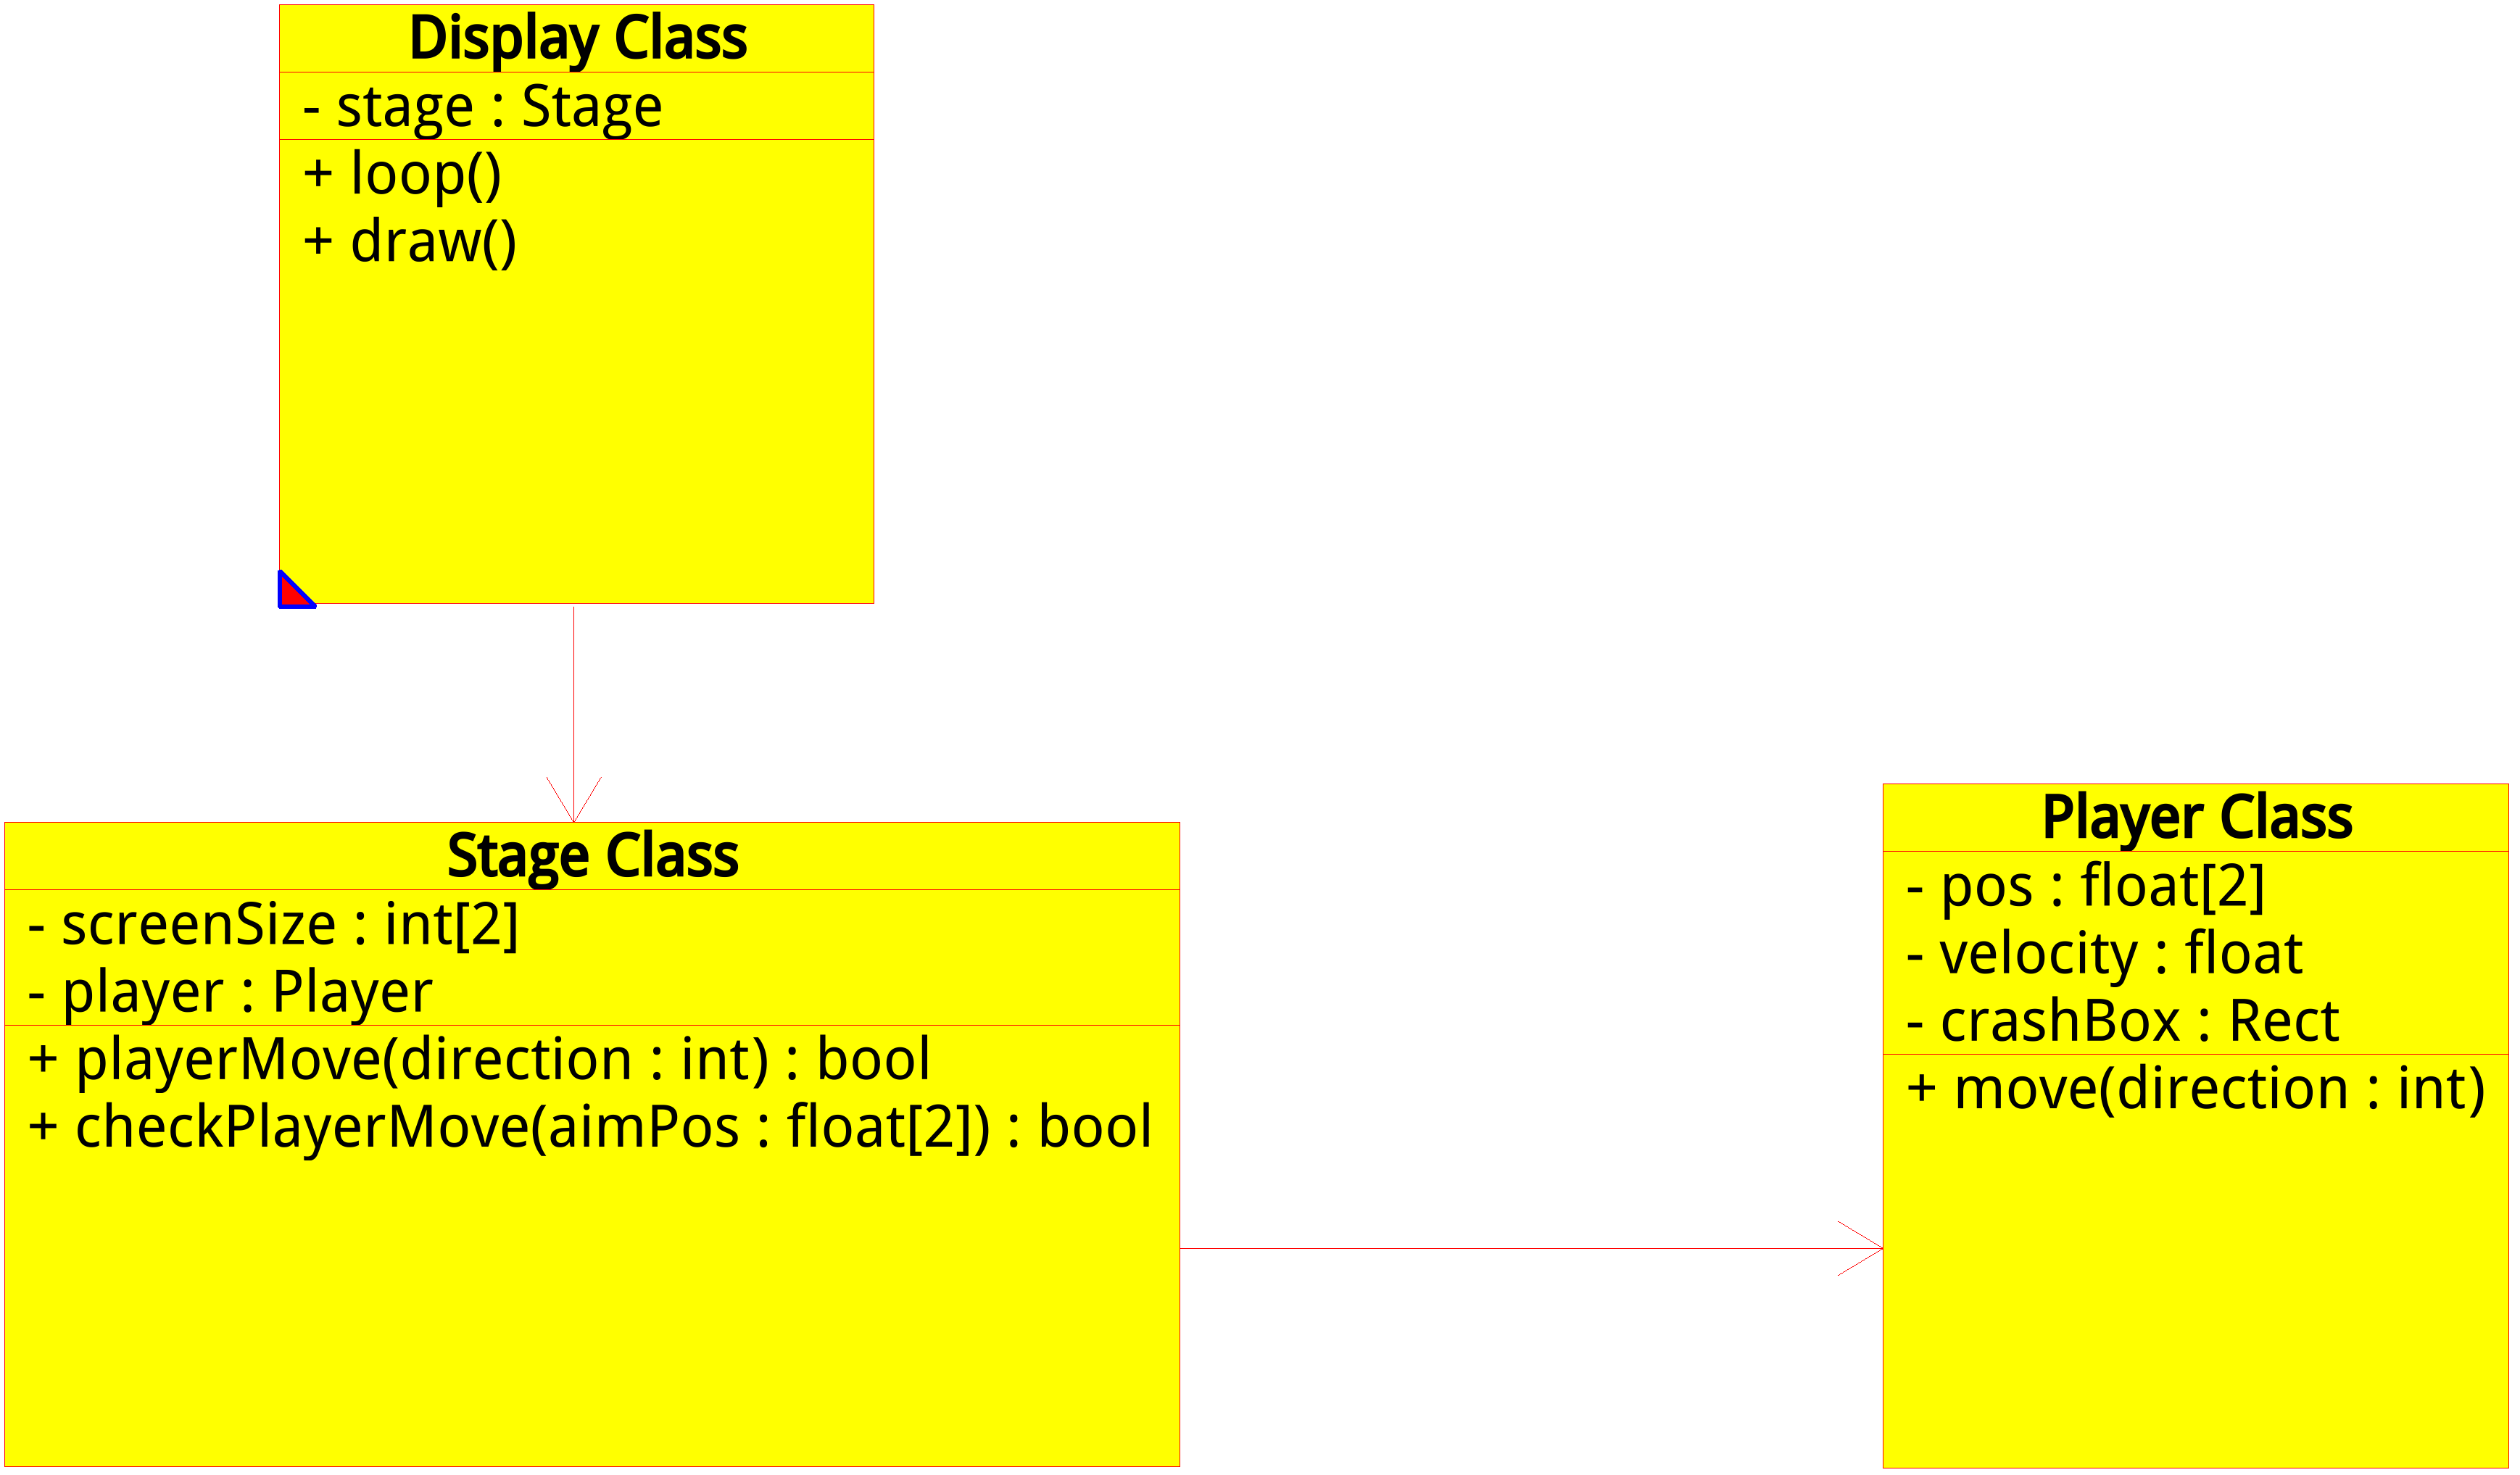 Display Class
- stage : Stage
+ loop()
+ draw()
Stage Class
- screenSize : int[2]
- player : Player
+ playerMove(direction : int) : bool
+ checkPlayerMove(aimPos : float[2]) : bool
Player Class
- pos : float[2]
- velocity : float
- crashBox : Rect
+ move(direction : int)